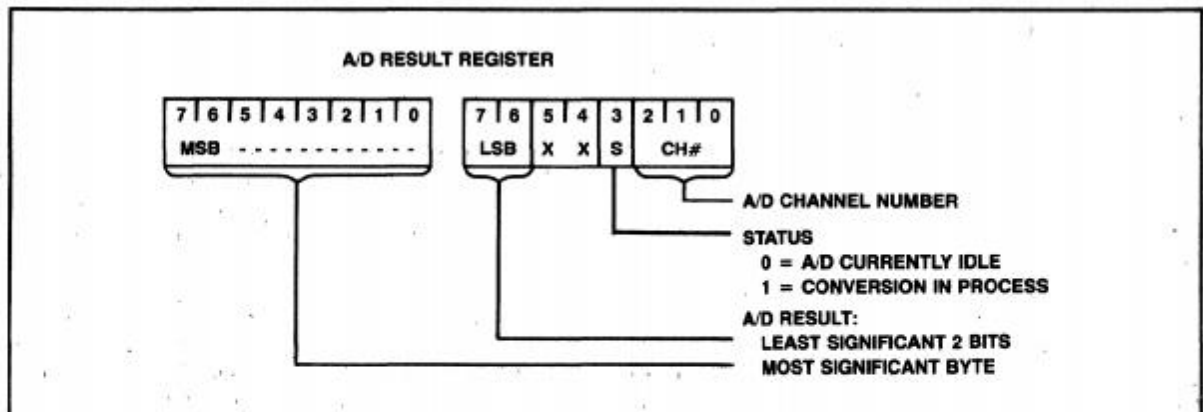 A/D RESULT REGISTER
7 6 5 4 3 2 1 0 7 6 5 4 3 2 1 0
MSB - - - - - - - - - - - - LSB X X S CH#
A/D CHANNEL NUMBER
STATUS
0 = A/D CURRENTLY IDLE
1 = CONVERSION IN PROCESS
A/D RESULT:
LEAST SIGNIFICANT 2 BITS
MOST SIGNIFICANT BYTE